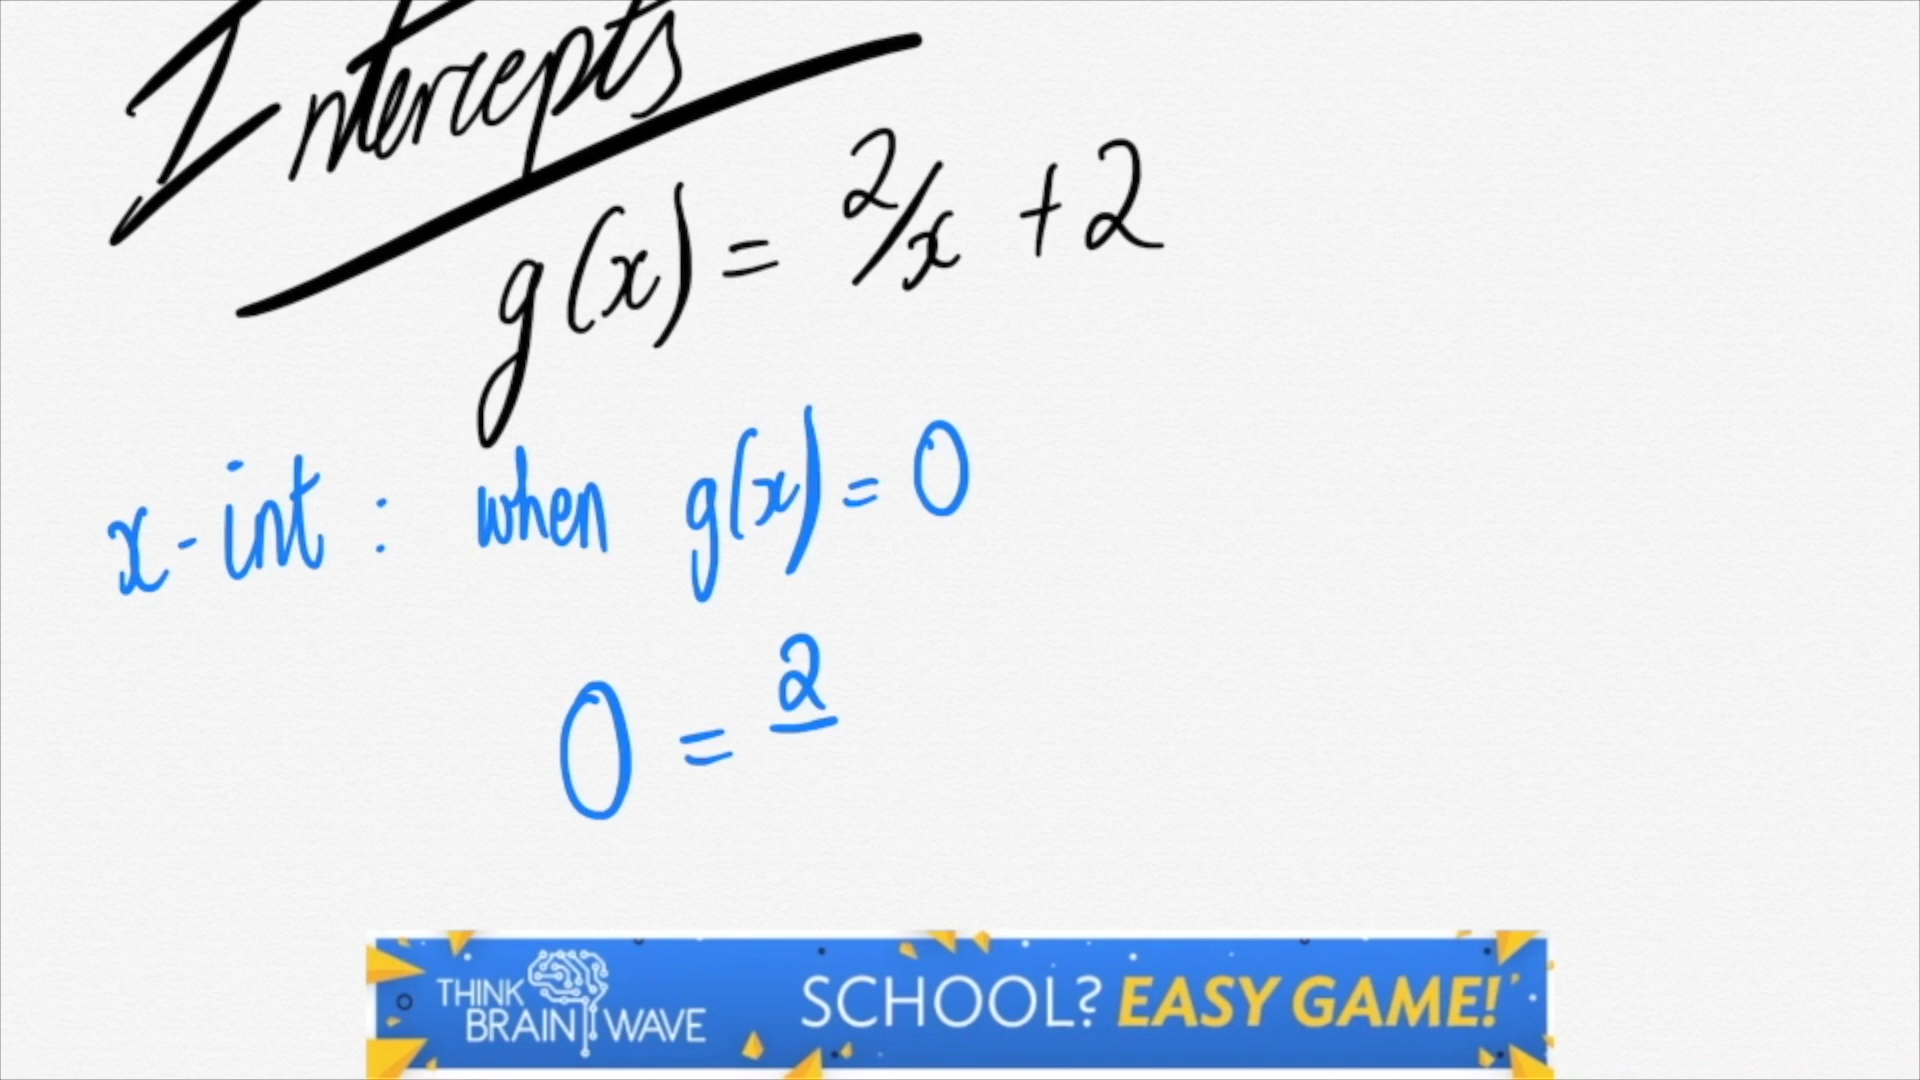 Intercepts
g(x) = 2/x + 2
x-int : when g(x) = 0
0 = 2
THINK BRAIN WAVE
SCHOOL? EASY GAME!